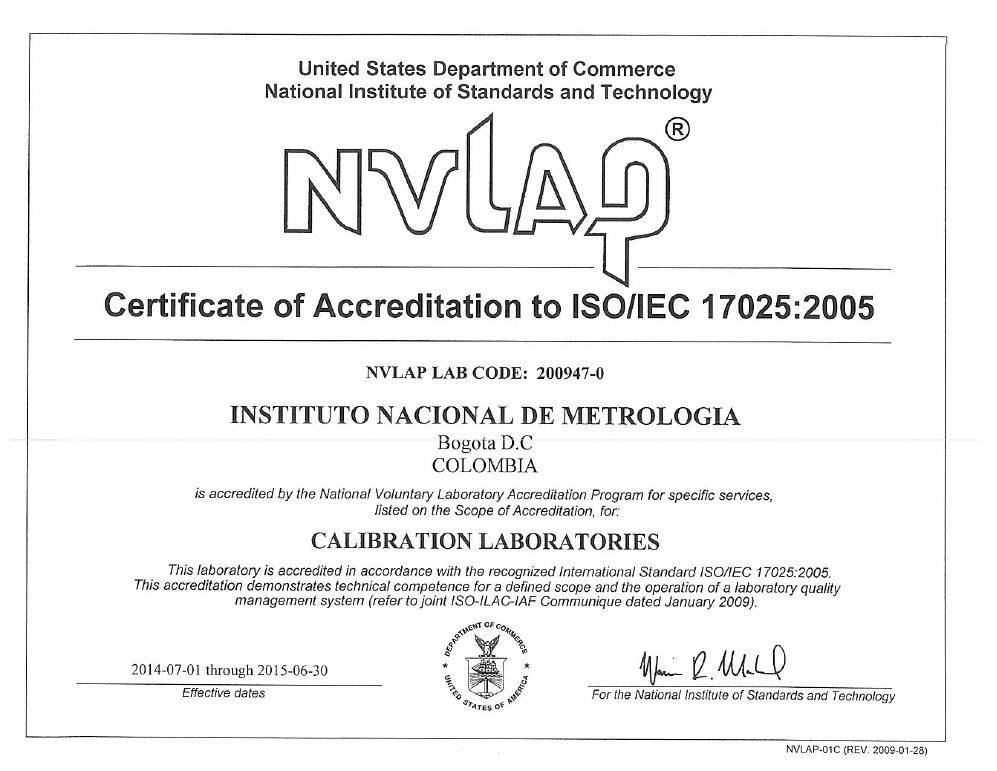 United States Department of Commerce
National Institute of Standards and Technology
NVLAP®
Certificate of Accreditation to ISO/IEC 17025:2005
NVLAP LAB CODE: 200947-0
INSTITUTO NACIONAL DE METROLOGIA
Bogota D.C
COLOMBIA
is accredited by the National Voluntary Laboratory Accreditation Program for specific services,
listed on the Scope of Accreditation, for:
CALIBRATION LABORATORIES
This laboratory is accredited in accordance with the recognized International Standard ISO/IEC 17025:2005.
This accreditation demonstrates technical competence for a defined scope and the operation of a laboratory quality
management system (refer to joint ISO-ILAC-IAF Communique dated January 2009).
DEPARTMENT OF COMMERCE
UNITED STATES OF AMERICA
2014-07-01 through 2015-06-30
Effective dates
For the National Institute of Standards and Technology
NVLAP-01C (REV. 2009-01-28)